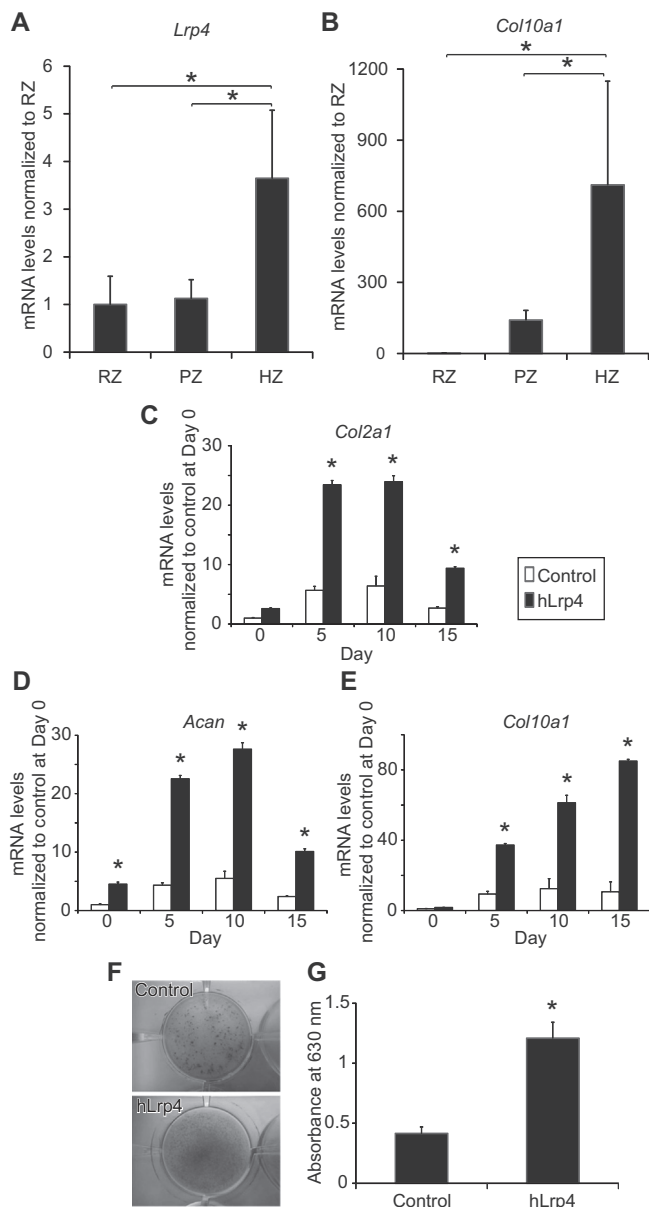 A
Lrp4
mRNA levels normalized to RZ
6
5
4
3
2
1
0
*
*
RZ
PZ
HZ
B
Col10a1
mRNA levels normalized to RZ
1200
900
600
300
0
*
*
RZ
PZ
HZ
C
Col2a1
mRNA levels
normalized to control at Day 0
30
20
10
0
*
*
*
0
5
10
15
Day
Control
hLrp4
D
Acan
mRNA levels
normalized to control at Day 0
30
20
10
0
*
*
*
*
0
5
10
15
Day
E
Col10a1
mRNA levels
normalized to control at Day 0
80
40
0
*
*
*
0
5
10
15
Day
F
Control
hLrp4
G
Absorbance at 630 nm
1.5
1
0.5
0
*
Control
hLrp4